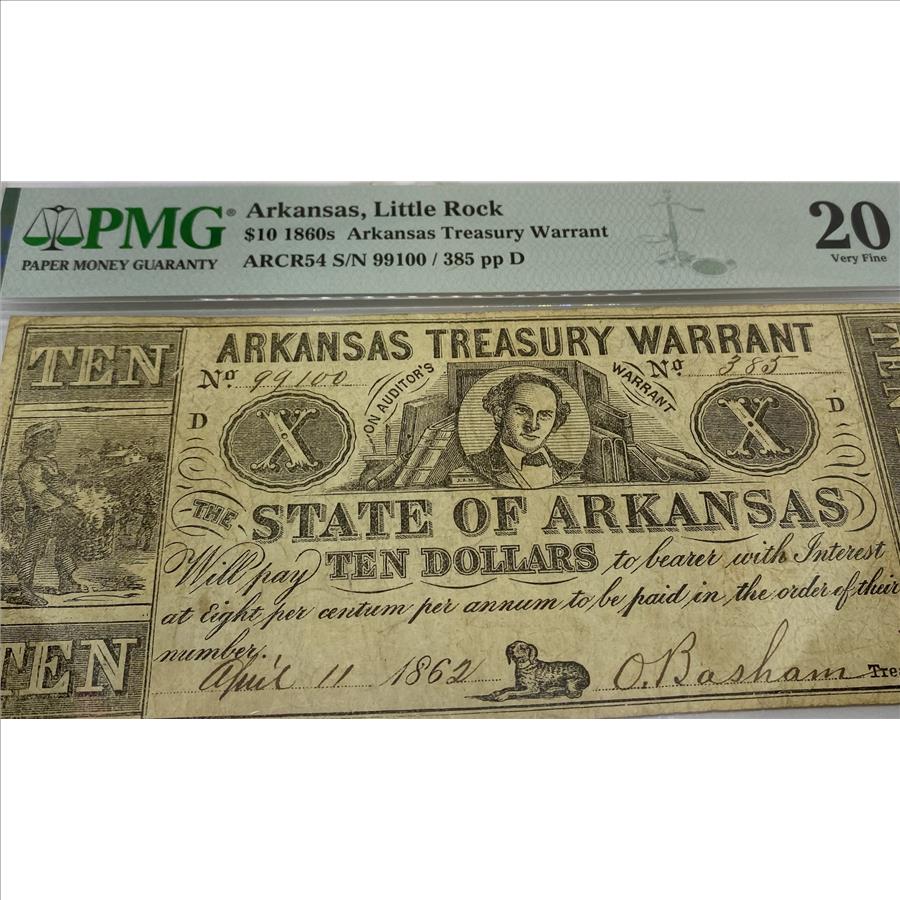 PMG®
PAPER MONEY GUARANTY
Arkansas, Little Rock
$10 1860s Arkansas Treasury Warrant
ARCR54 S/N 99100 / 385 pp D
20
Very Fine
TEN
ARKANSAS TREASURY WARRANT
No 99100
ON AUDITOR'S
WARRANT
No 385
TEN
D
X
X
D
THE
STATE OF ARKANSAS
Will pay TEN DOLLARS to bearer with Interest
at Eight per centum per annum to be paid in the order of their
number.
TEN
April 11 1862
O. Basham Trea